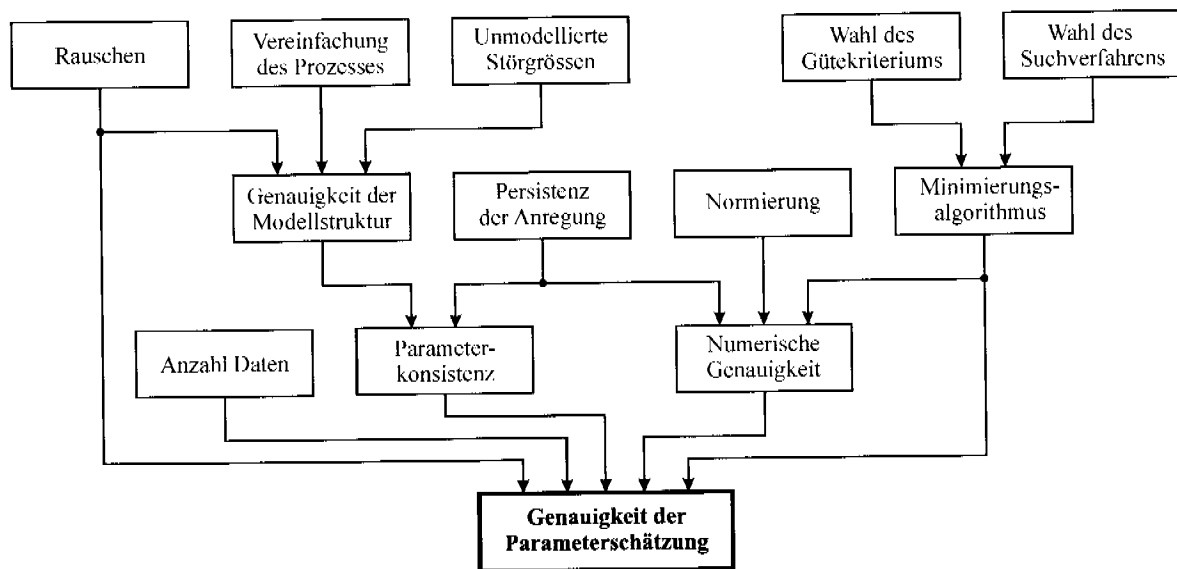 Rauschen
Vereinfachung
des Prozesses
Unmodellierte
Störgrössen
Wahl des
Gütekriteriums
Wahl des
Suchverfahrens
Genauigkeit der
Modellstruktur
Persistenz
der Anregung
Normierung
Minimierungs-
algorithmus
Anzahl Daten
Parameter-
konsistenz
Numerische
Genauigkeit
Genauigkeit der
Parameterschätzung